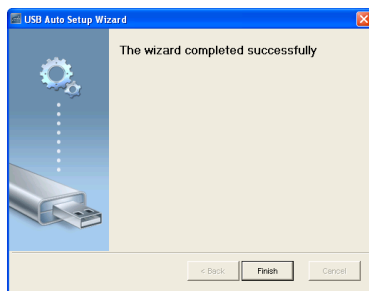 USB Auto Setup Wizard
The wizard completed successfully
< Back Finish Cancel